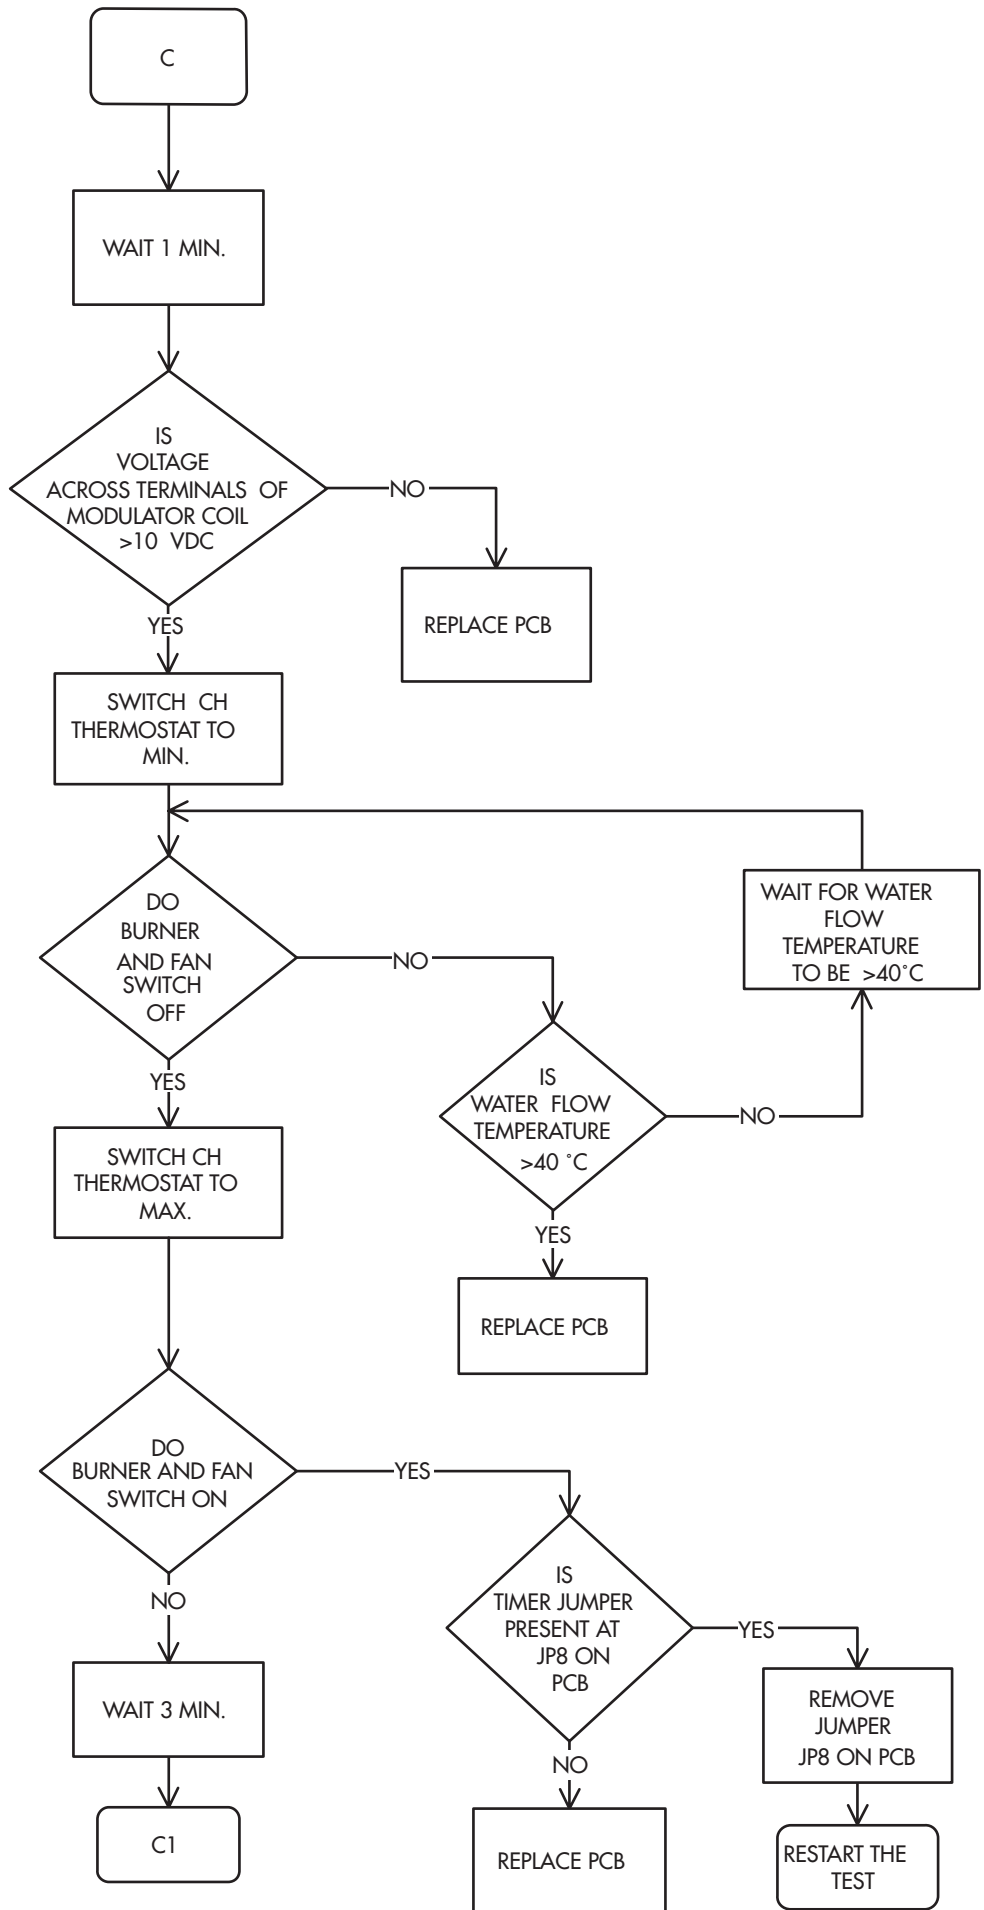 C
WAIT 1 MIN.
IS
VOLTAGE
ACROSS TERMINALS OF
MODULATOR COIL
>10 VDC
NO
REPLACE PCB
YES
SWITCH CH
THERMOSTAT TO
MIN.
DO
BURNER
AND FAN
SWITCH
OFF
NO
WAIT FOR WATER
FLOW
TEMPERATURE
TO BE >40°C
IS
WATER FLOW
TEMPERATURE
>40 °C
NO
YES
REPLACE PCB
YES
SWITCH CH
THERMOSTAT TO
MAX.
DO
BURNER AND FAN
SWITCH ON
YES
IS
TIMER JUMPER
PRESENT AT
JP8 ON
PCB
YES
REMOVE
JUMPER
JP8 ON PCB
RESTART THE
TEST
NO
REPLACE PCB
NO
WAIT 3 MIN.
C1